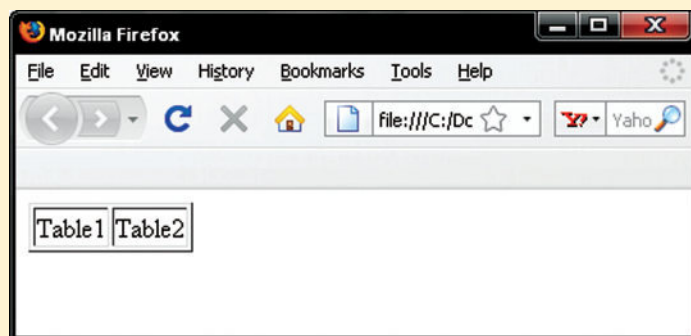 Mozilla Firefox
File Edit View History Bookmarks Tools Help
file:///C:/Dc Y! Yaho
Table1 Table2